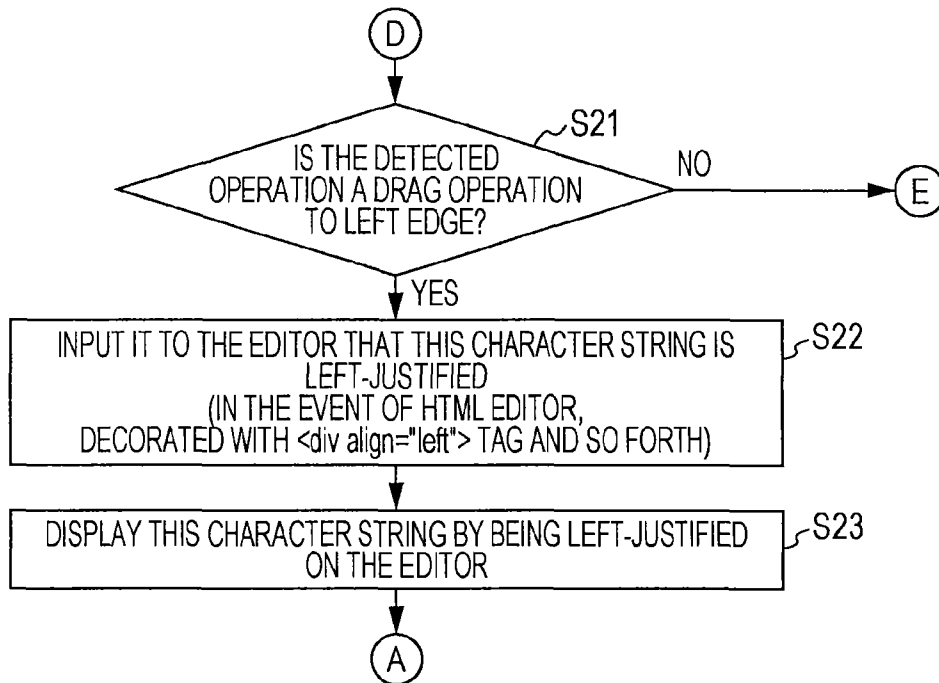 D
S21
IS THE DETECTED
OPERATION A DRAG OPERATION
TO LEFT EDGE?
NO
E
YES
S22
INPUT IT TO THE EDITOR THAT THIS CHARACTER STRING IS
LEFT-JUSTIFIED
(IN THE EVENT OF HTML EDITOR,
DECORATED WITH <div align="left"> TAG AND SO FORTH)
S23
DISPLAY THIS CHARACTER STRING BY BEING LEFT-JUSTIFIED
ON THE EDITOR
A